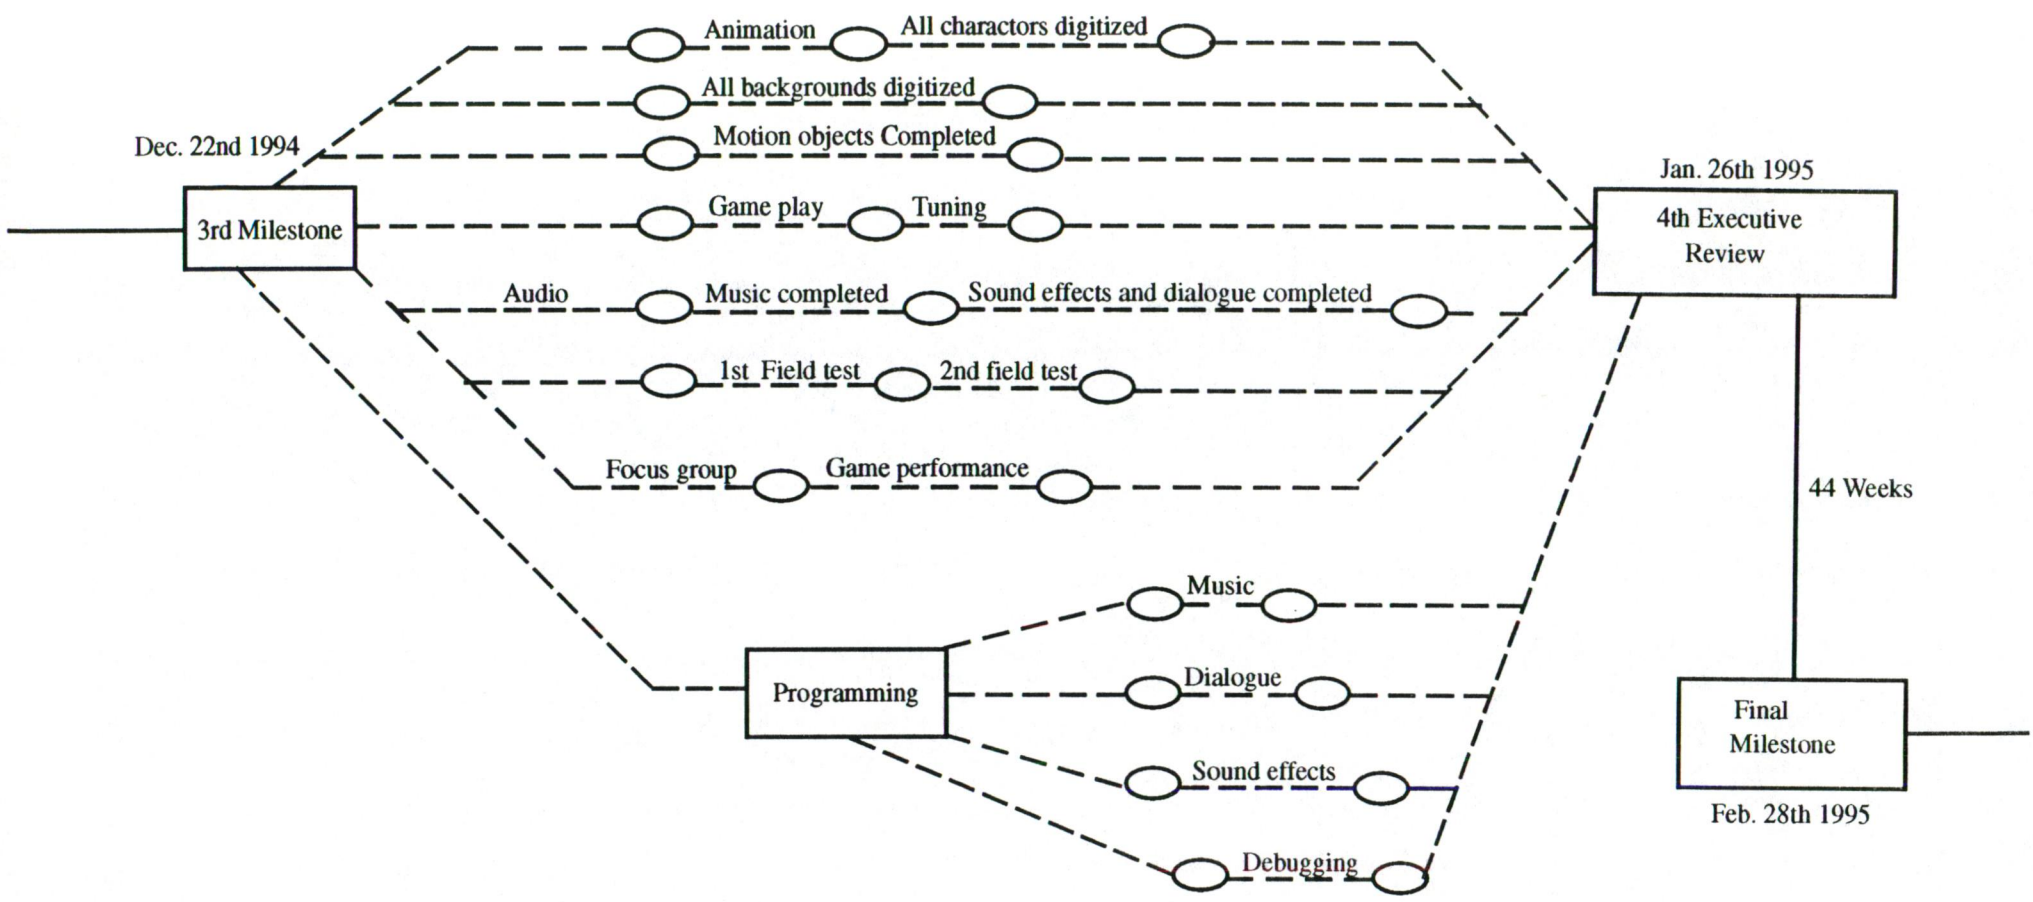 Animation
All charactors digitized
All backgrounds digitized
Dec. 22nd 1994
Motion objects Completed
Jan. 26th 1995
3rd Milestone
Game play
Tuning
4th Executive
Review
Audio
Music completed
Sound effects and dialogue completed
1st Field test
2nd field test
Focus group
Game performance
44 Weeks
Music
Programming
Dialogue
Final
Milestone
Sound effects
Feb. 28th 1995
Debugging